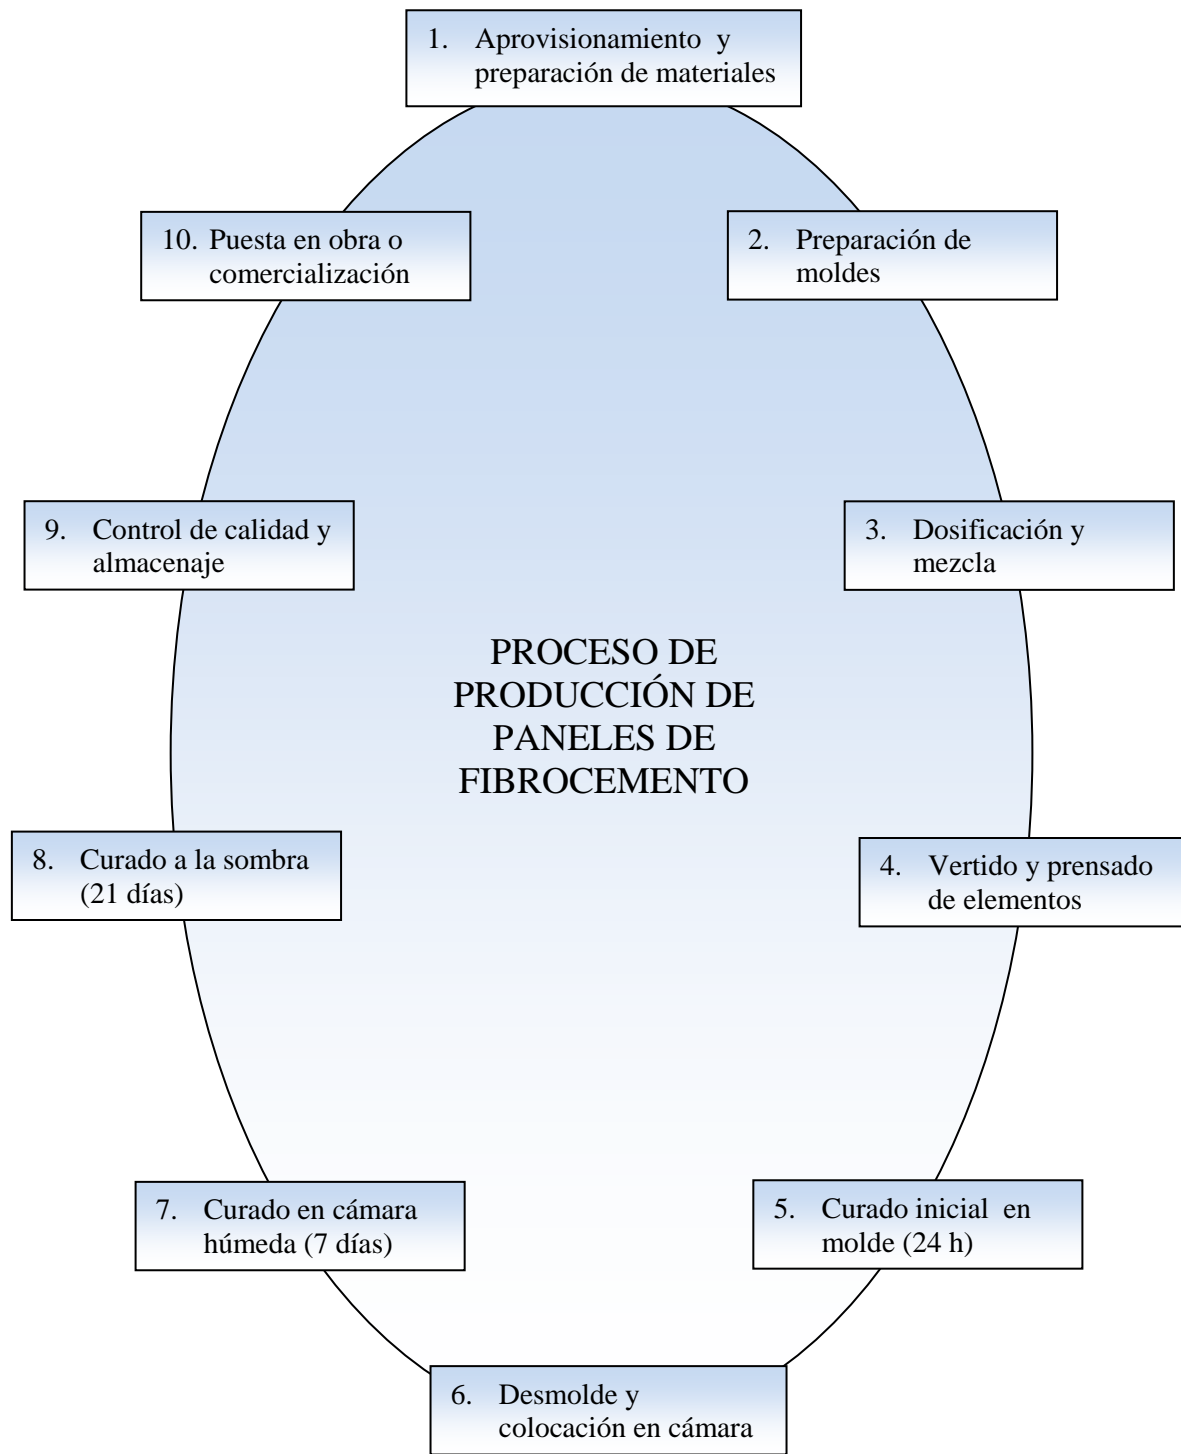 1. Aprovisionamiento y
preparación de materiales
2. Preparación de
moldes
3. Dosificación y
mezcla
4. Vertido y prensado
de elementos
5. Curado inicial en
molde (24 h)
6. Desmolde y
colocación en cámara
7. Curado en cámara
húmeda (7 días)
8. Curado a la sombra
(21 días)
9. Control de calidad y
almacenaje
10. Puesta en obra o
comercialización
PROCESO DE
PRODUCCIÓN DE
PANELES DE
FIBROCEMENTO